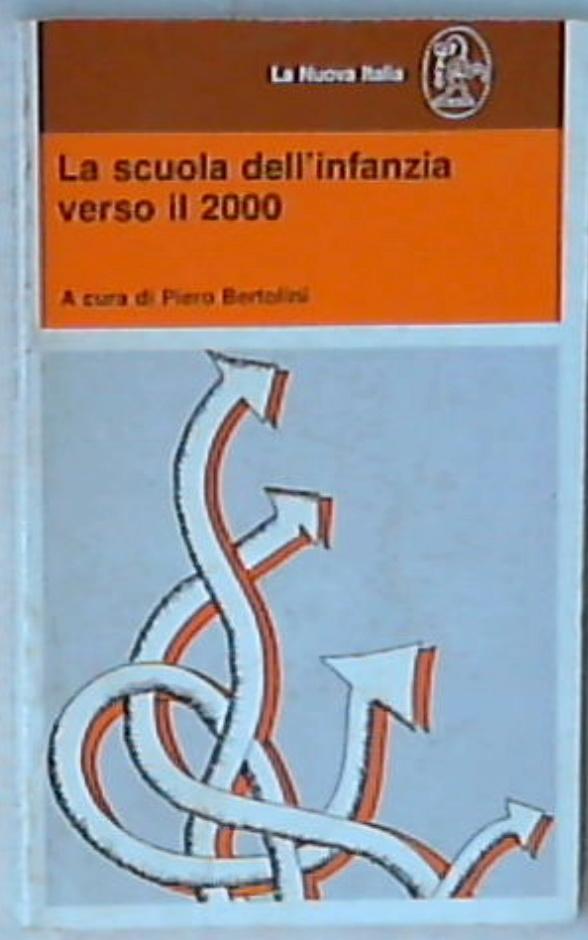 La Nuova Italia
La scuola dell'infanzia
verso il 2000
A cura di Piero Bertolini